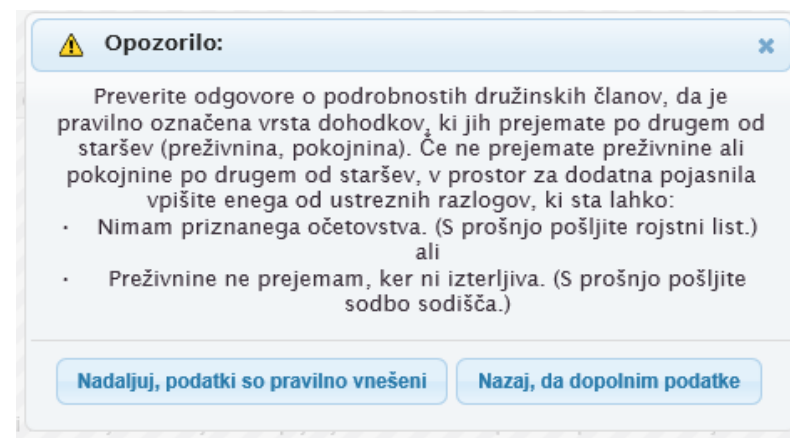 Opozorilo:
Preverite odgovore o podrobnostih družinskih članov, da je
pravilno označena vrsta dohodkov, ki jih prejemate po drugem od
staršev (preživnina, pokojnina). Če ne prejemate preživnine ali
pokojnine po drugem od staršev, v prostor za dodatna pojasnila
vpišite enega od ustreznih razlogov, ki sta lahko:
· Nimam priznanega očetovstva. (S prošnjo pošljite rojstni list.)
ali
· Preživnine ne prejemam, ker ni izterljiva. (S prošnjo pošljite
sodbo sodišča.)
Nadaljuj, podatki so pravilno vnešeni Nazaj, da dopolnim podatke